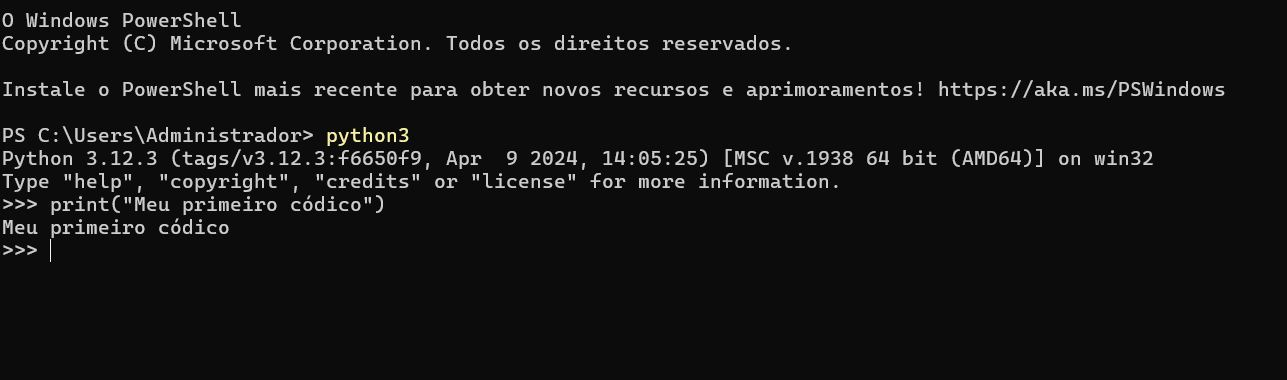 O Windows PowerShell
Copyright (C) Microsoft Corporation. Todos os direitos reservados.
Instale o PowerShell mais recente para obter novos recursos e aprimoramentos! https://aka.ms/PSWindows
PS C:\Users\Administrador> python3
Python 3.12.3 (tags/v3.12.3:f6650f9, Apr  9 2024, 14:05:25) [MSC v.1938 64 bit (AMD64)] on win32
Type "help", "copyright", "credits" or "license" for more information.
>>> print("Meu primeiro códico")
Meu primeiro códico
>>>